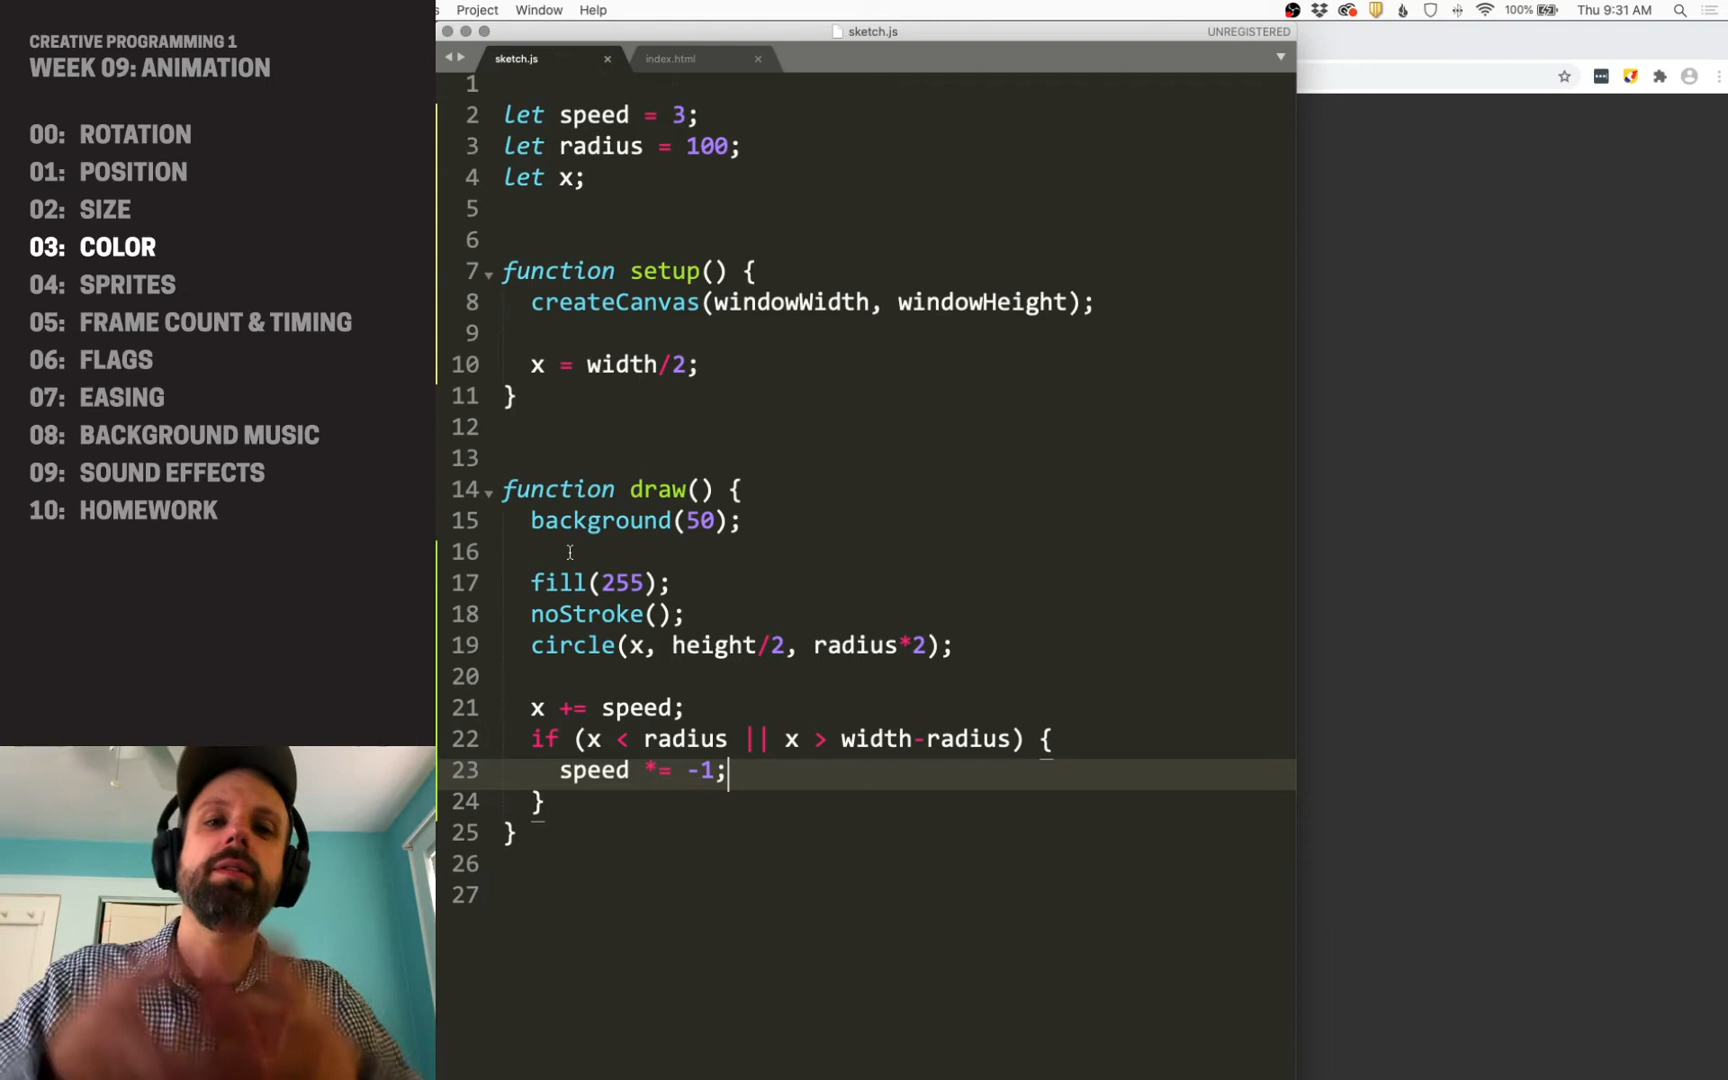 CREATIVE PROGRAMMING 1
WEEK 09: ANIMATION
00: ROTATION
01: POSITION
02: SIZE
03: COLOR
04: SPRITES
05: FRAME COUNT & TIMING
06: FLAGS
07: EASING
08: BACKGROUND MUSIC
09: SOUND EFFECTS
10: HOMEWORK
s Project Window Help 100% Thu 9:31 AM
sketch.js UNREGISTERED
sketch.js index.html
1
2 let speed = 3;
3 let radius = 100;
4 let x;
5
6
7 function setup() {
8 createCanvas(windowWidth, windowHeight);
9
10 x = width/2;
11 }
12
13
14 function draw() {
15 background(50);
16
17 fill(255);
18 noStroke();
19 circle(x, height/2, radius*2);
20
21 x += speed;
22 if (x < radius || x > width-radius) {
23 speed *= -1;
24 }
25 }
26
27